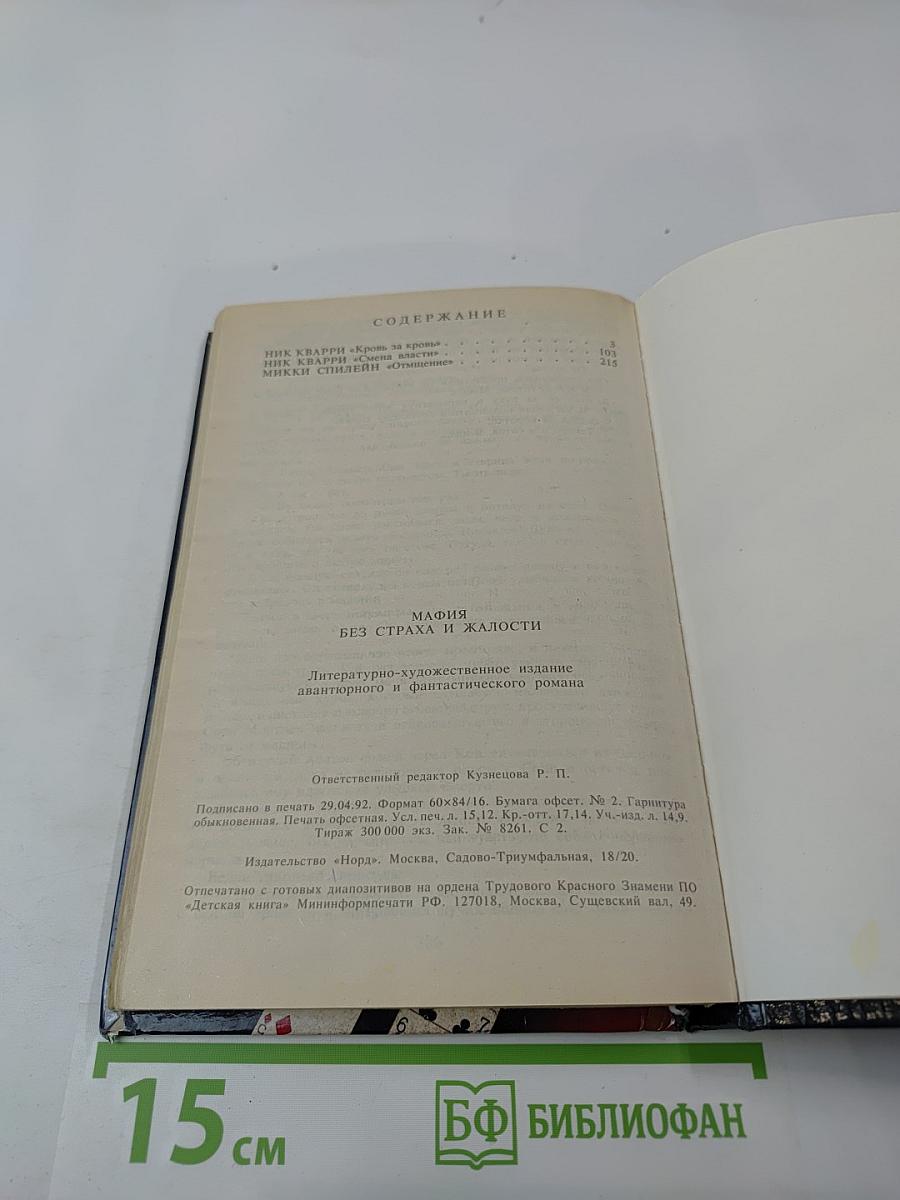 СОДЕРЖАНИЕ
НИК КВАРРИ «Кровь за кровь» . . . . . . . . . 3
НИК КВАРРИ «Смена власти» . . . . . . . . . 103
МИККИ СПИЛЕЙН «Отмщение» . . . . . . . . . 215
МАФИЯ
БЕЗ СТРАХА И ЖАЛОСТИ
Литературно-художественное издание
авантюрного и фантастического романа
Ответственный редактор Кузнецова Р. П.
Подписано в печать 29.04.92. Формат 60×84/16. Бумага офсет. № 2. Гарнитура
обыкновенная. Печать офсетная. Усл. печ. л. 15,12. Кр.-отт. 17,14. Уч.-изд. л. 14,9.
Тираж 300 000 экз. Зак. № 8261. С 2.
Издательство «Норд». Москва, Садово-Триумфальная, 18/20.
Отпечатано с готовых диапозитивов на ордена Трудового Красного Знамени ПО
«Детская книга» Мининформпечати РФ. 127018, Москва, Сущевский вал, 49.
6 7
15 см
БФ БИБЛИОФАН